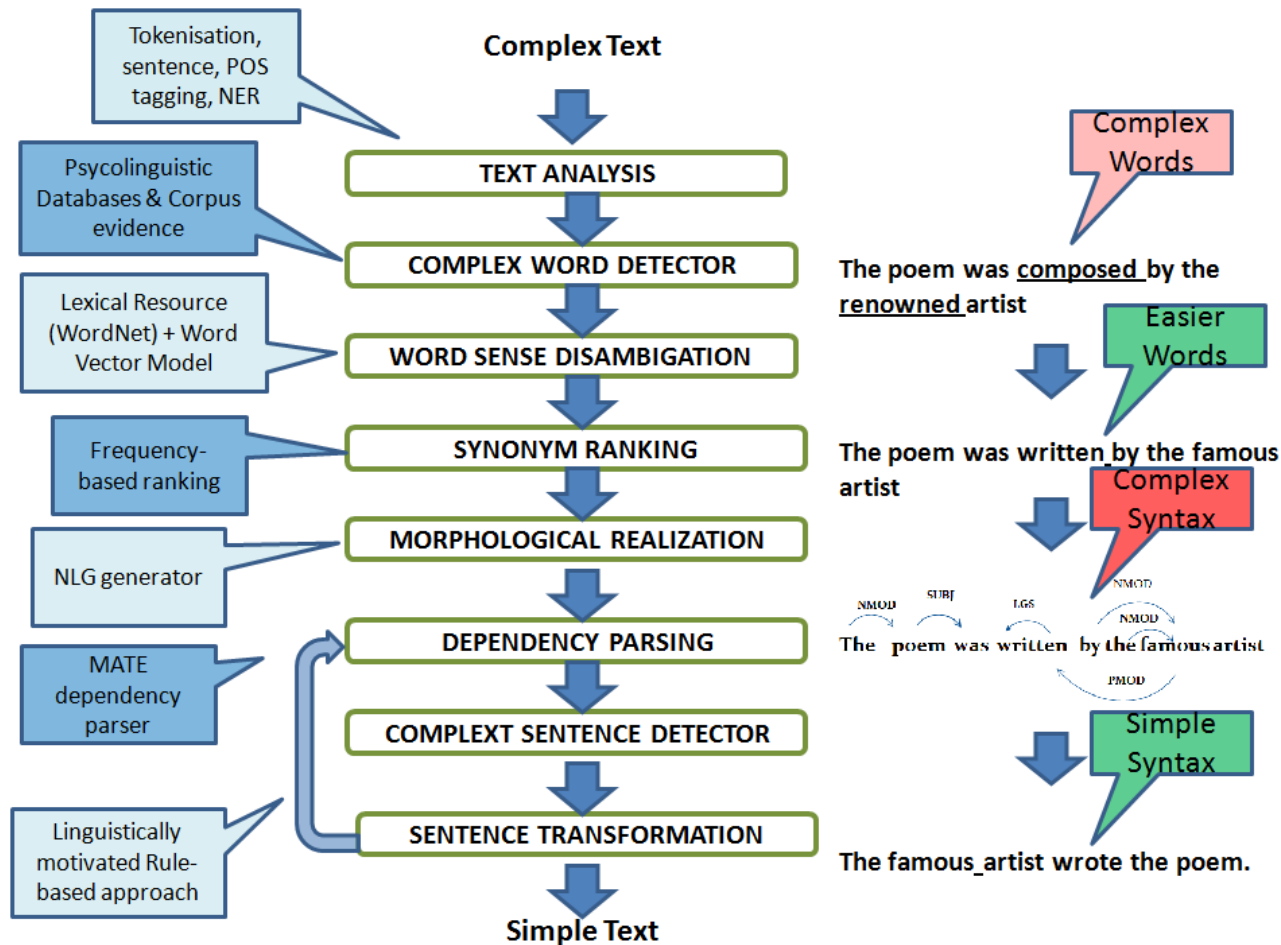 Complex Text
Tokenisation,
sentence, POS
tagging, NER
TEXT ANALYSIS
Psycolinguistic
Databases & Corpus
evidence
COMPLEX WORD DETECTOR
Lexical Resource
(WordNet) + Word
Vector Model
WORD SENSE DISAMBIGATION
Frequency-
based ranking
SYNONYM RANKING
NLG generator
MORPHOLOGICAL REALIZATION
MATE
dependency
parser
DEPENDENCY PARSING
COMPLEXT SENTENCE DETECTOR
Linguistically
motivated Rule-
based approach
SENTENCE TRANSFORMATION
Simple Text
Complex
Words
The poem was composed by the
renowned artist
Easier
Words
The poem was written by the famous
artist
Complex
Syntax
NMOD
SUBJ
LGS
NMOD
NMOD
The poem was written by the famous artist
PMOD
Simple
Syntax
The famous artist wrote the poem.